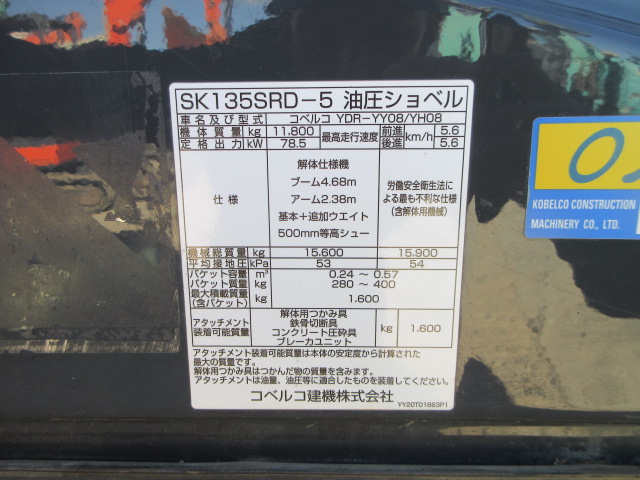 SK135SRD-5 油圧ショベル
車名及び型式 コベルコ YDR-YY08/YH08
機体質量 kg 11.800 最高走行速度 前進 km/h 5.6
定格出力 kW 78.5 後進 5.6
仕様
解体仕様機
ブーム4.68m
アーム2.38m
基本+追加ウエイト
500mm等高シュー
労働安全衛生法に
よる最も不利な仕様
(含解体用機械)
機械総質量 kg 15.600 15.900
平均接地圧 kPa 53 54
バケット容量 m³ 0.24 ~ 0.57
バケット質量 kg 280 ~ 400
最大積載質量 kg 1.600
(含バケット)
アタッチメント
装着可能質量
解体用つかみ具
鉄骨切断具
コンクリート圧砕具
ブレーカユニット
kg 1.600
アタッチメント装着可能質量は本体の安定度から計算され
た最大値です。
解体用つかみ具はつかんだ物の質量を含みます。
アタッチメントは油量、油圧等に適合したものを装着してください。
コベルコ建機株式会社
YY20T01663P1
KOBELCO CONSTRUCTION
MACHINERY CO., LTD.